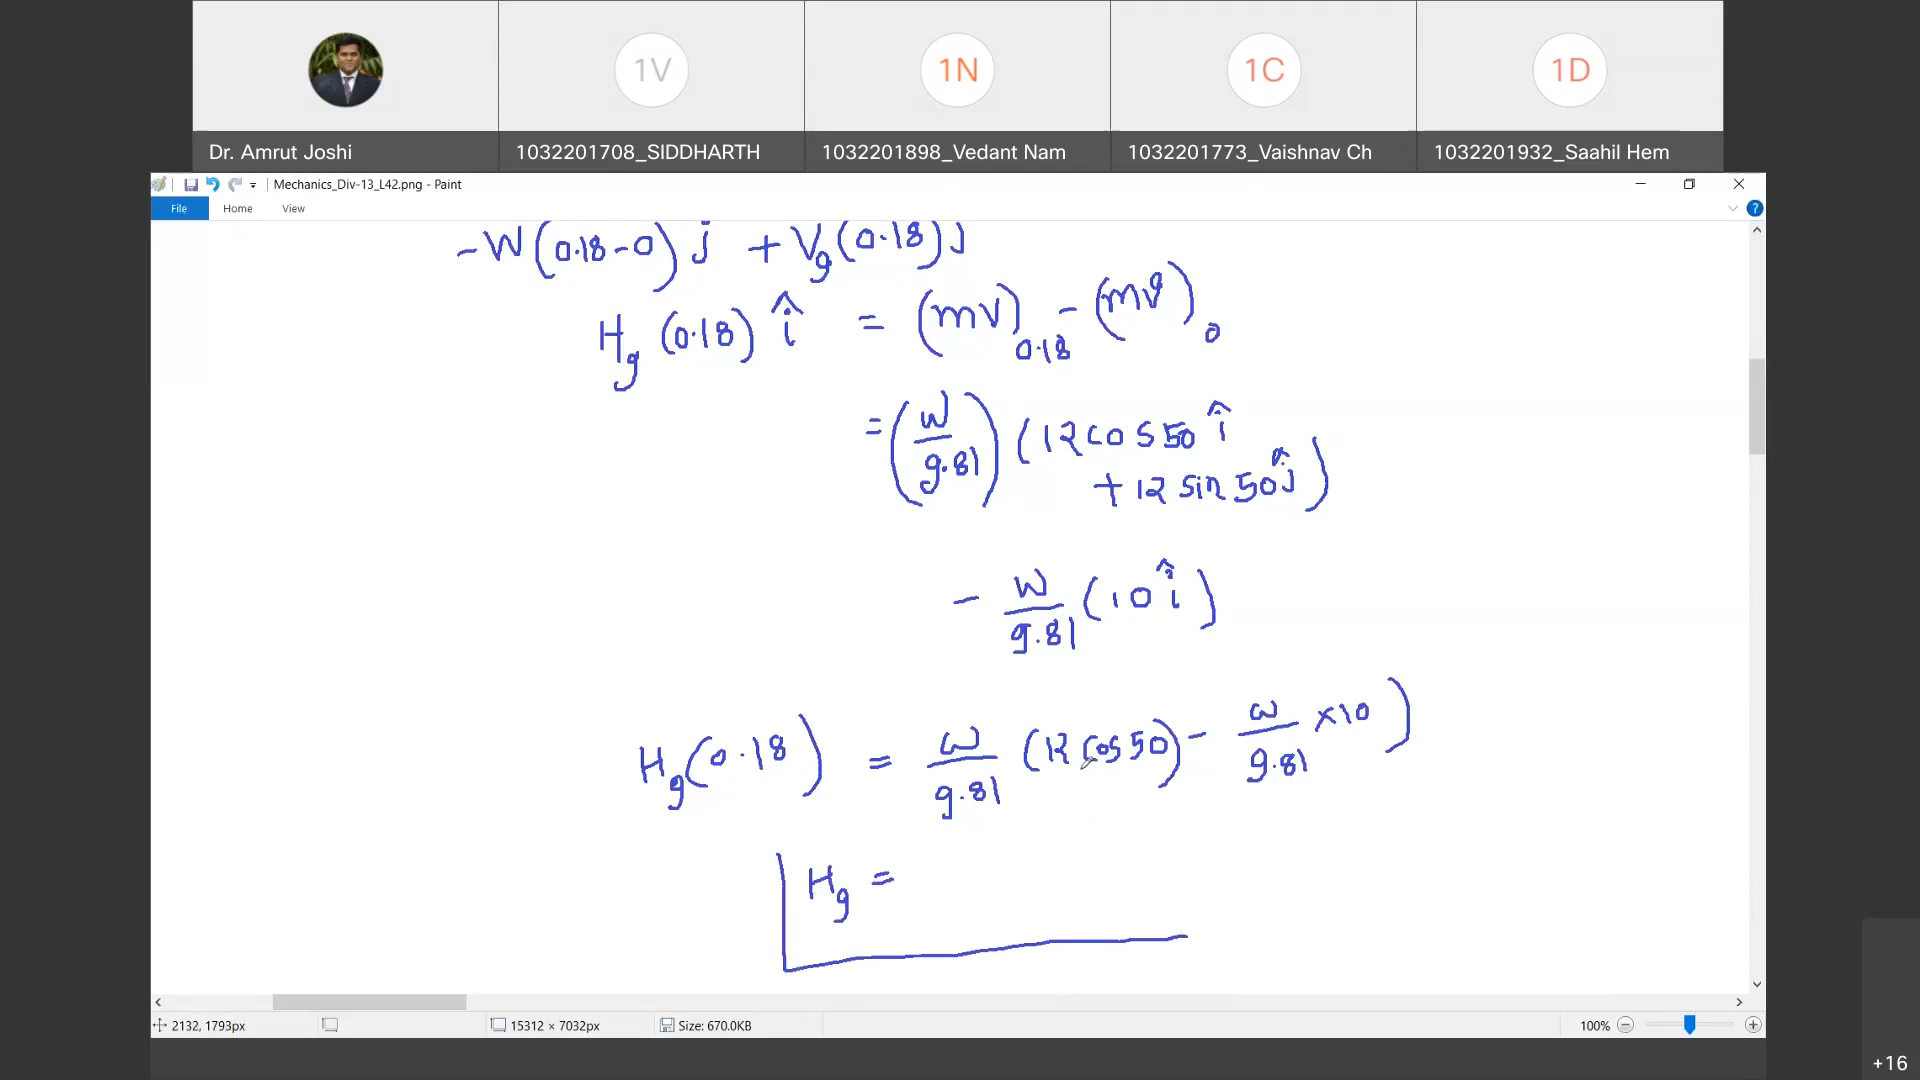 1V
1N
1C
1D
Dr. Amrut Joshi
1032201708_SIDDHARTH
1032201898_Vedant Nam
1032201773_Vaishnav Ch
1032201932_Saahil Hem
Mechanics_Div-13_L42.png - Paint
File Home View
-W(0.18-0) j + Vg(0.18)j
Hg (0.18) î = (mV)0.18 - (mV)0
= (W/9.81) (12cos50 î
+ 12 sin 50 ĵ)
- W/9.81 (10 î)
Hg(0.18) = W/9.81 (12 cos 50) - W/9.81 ×10 )
Hg =
2132, 1793px
15312 × 7032px
Size: 670.0KB
100%
+16